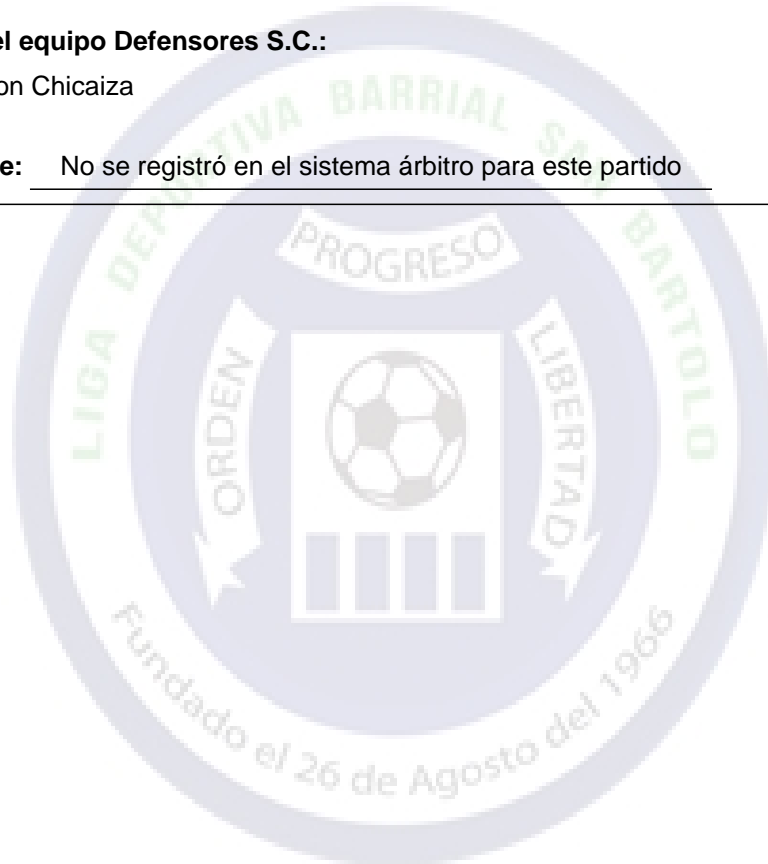 el equipo Defensores S.C.:
on Chicaiza
e: No se registró en el sistema árbitro para este partido
LIGA DEPORTIVA BARRIAL SAN BARTOLO
PROGRESO
ORDEN
LIBERTAD
Fundado el 26 de Agosto del 1966